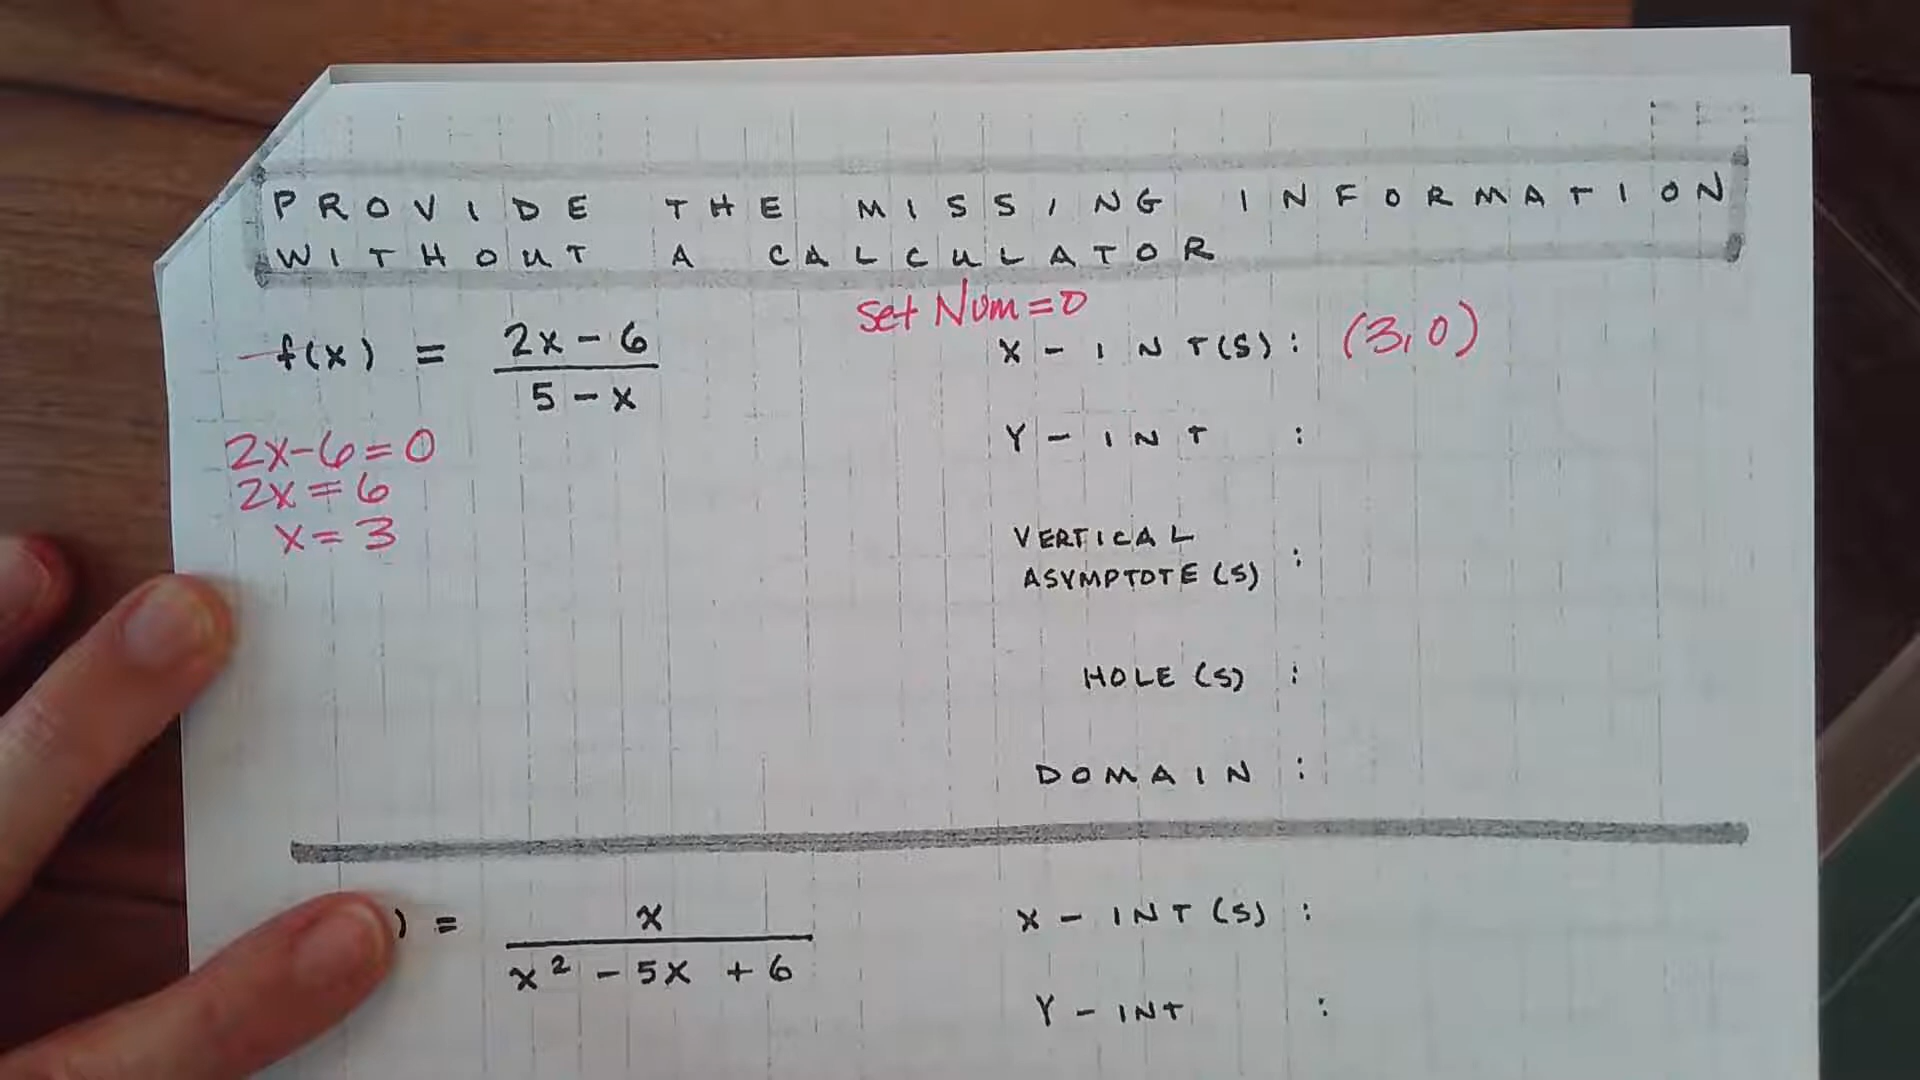 PROVIDE THE MISSING INFORMATION
WITHOUT A CALCULATOR
set Num=0
f(x) = (2x-6)/(5-x)
X-INT(S): (3,0)
Y-INT :
2x-6=0
2x=6
x=3
VERTICAL
ASYMPTOTE(S) :
HOLE(S) :
DOMAIN :
) = x/(x²-5x+6)
X-INT(S) :
Y-INT :